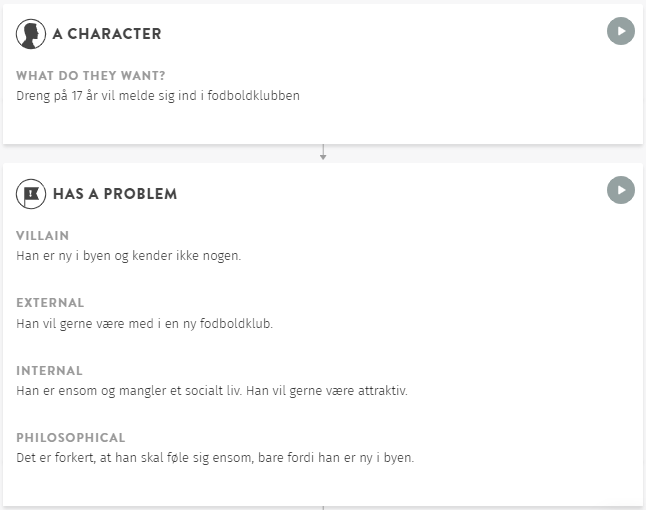 A CHARACTER
WHAT DO THEY WANT?
Dreng på 17 år vil melde sig ind i fodboldklubben
HAS A PROBLEM
VILLAIN
Han er ny i byen og kender ikke nogen.
EXTERNAL
Han vil gerne være med i en ny fodboldklub.
INTERNAL
Han er ensom og mangler et socialt liv. Han vil gerne være attraktiv.
PHILOSOPHICAL
Det er forkert, at han skal føle sig ensom, bare fordi han er ny i byen.